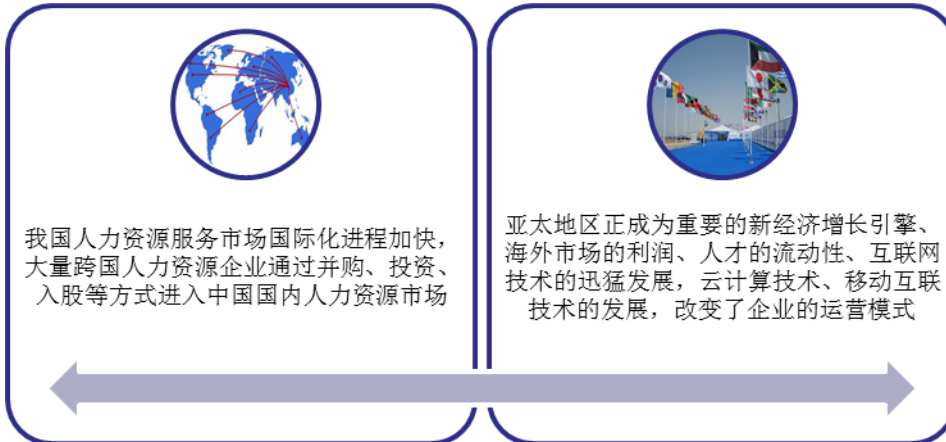 我国人力资源服务市场国际化进程加快，
大量跨国人力资源企业通过并购、投资、
入股等方式进入中国国内人力资源市场
亚太地区正成为重要的新经济增长引擎、
海外市场的利润、人才的流动性、互联网
技术的迅猛发展，云计算技术、移动互联
技术的发展，改变了企业的运营模式